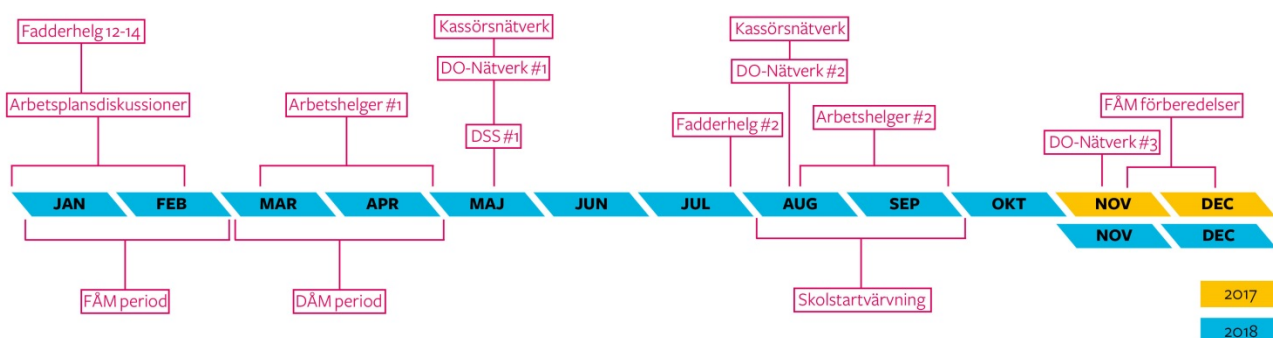 Fadderhelg 12-14
Kassörsnätverk
Kassörsnätverk
DO-Nätverk #1
DO-Nätverk #2
Arbetsplansdiskussioner
Arbetshelger #1
FÅM förberedelser
DSS #1
Fadderhelg #2
Arbetshelger #2
DO-Nätverk #3
JAN
FEB
MAR
APR
MAJ
JUN
JUL
AUG
SEP
OKT
NOV
DEC
NOV
DEC
FÅM period
DÅM period
Skolstartvärvning
2017
2018